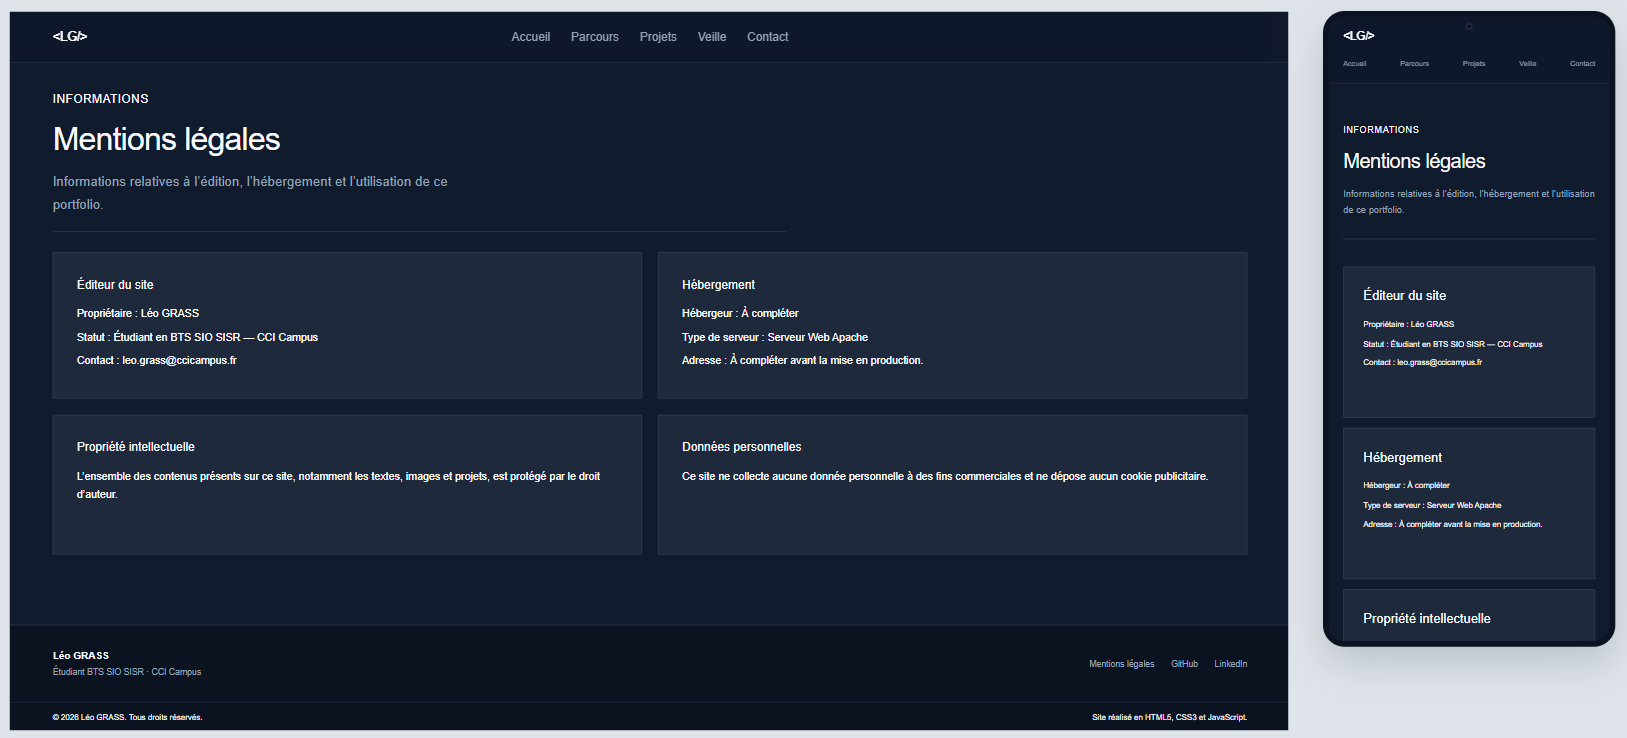 <LG/>
Accueil Parcours Projets Veille Contact
INFORMATIONS
Mentions légales
Informations relatives à l'édition, l'hébergement et l'utilisation de ce
portfolio.
Éditeur du site
Propriétaire : Léo GRASS
Statut : Étudiant en BTS SIO SISR — CCI Campus
Contact : leo.grass@ccicampus.fr
Hébergement
Hébergeur : À compléter
Type de serveur : Serveur Web Apache
Adresse : À compléter avant la mise en production.
Propriété intellectuelle
L'ensemble des contenus présents sur ce site, notamment les textes, images et projets, est protégé par le droit
d'auteur.
Données personnelles
Ce site ne collecte aucune donnée personnelle à des fins commerciales et ne dépose aucun cookie publicitaire.
Léo GRASS
Étudiant BTS SIO SISR · CCI Campus
Mentions légales GitHub LinkedIn
© 2026 Léo GRASS. Tous droits réservés.
Site réalisé en HTML5, CSS3 et JavaScript.
<LG/>
Accueil Parcours Projets Veille Contact
INFORMATIONS
Mentions légales
Informations relatives à l'édition, l'hébergement et l'utilisation
de ce portfolio.
Éditeur du site
Propriétaire : Léo GRASS
Statut : Étudiant en BTS SIO SISR — CCI Campus
Contact : leo.grass@ccicampus.fr
Hébergement
Hébergeur : À compléter
Type de serveur : Serveur Web Apache
Adresse : À compléter avant la mise en production.
Propriété intellectuelle